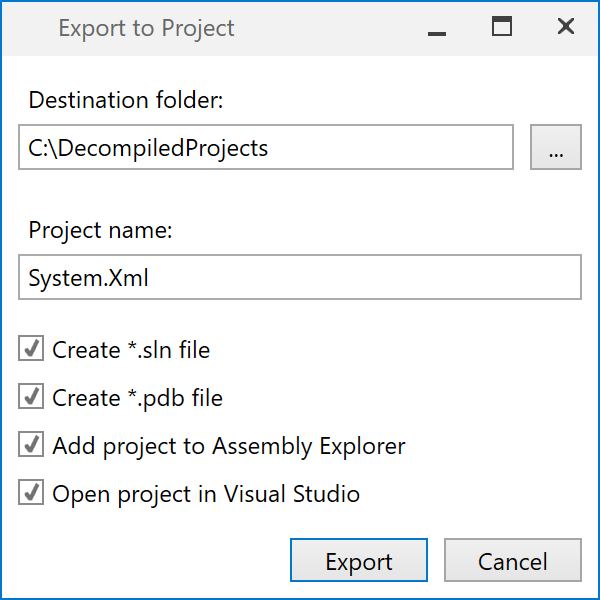 Export to Project
Destination folder:
C:\DecompiledProjects
...
Project name:
System.Xml
Create *.sln file
Create *.pdb file
Add project to Assembly Explorer
Open project in Visual Studio
Export
Cancel